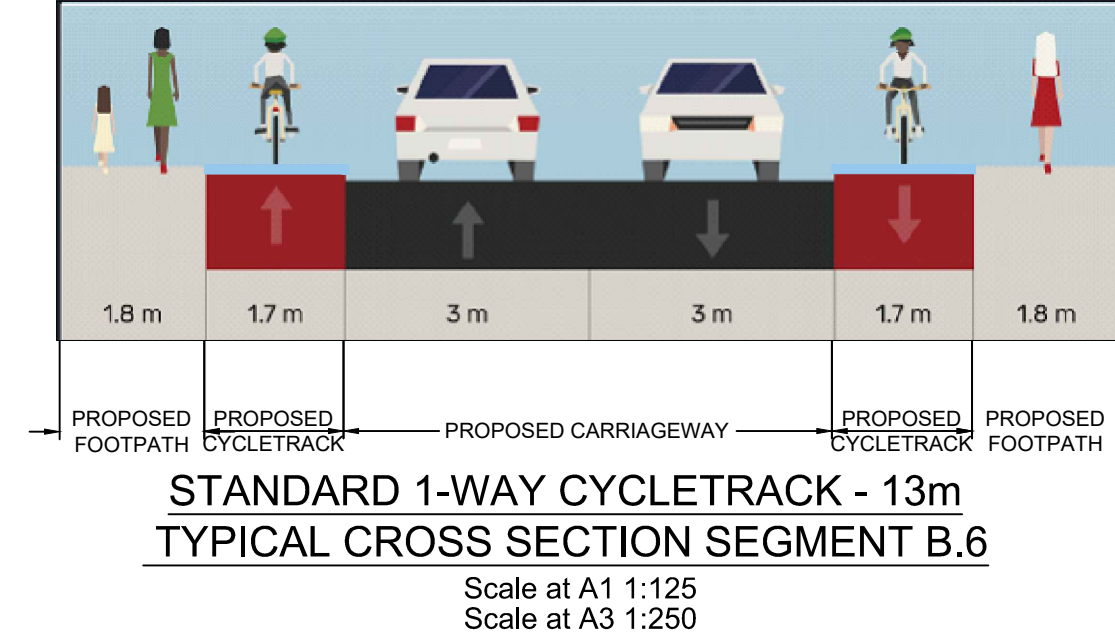 1.8 m 1.7 m 3 m 3 m 1.7 m 1.8 m
PROPOSED FOOTPATH
PROPOSED CYCLETRACK
PROPOSED CARRIAGEWAY
PROPOSED CYCLETRACK
PROPOSED FOOTPATH
STANDARD 1-WAY CYCLETRACK - 13m
TYPICAL CROSS SECTION SEGMENT B.6
Scale at A1 1:125
Scale at A3 1:250